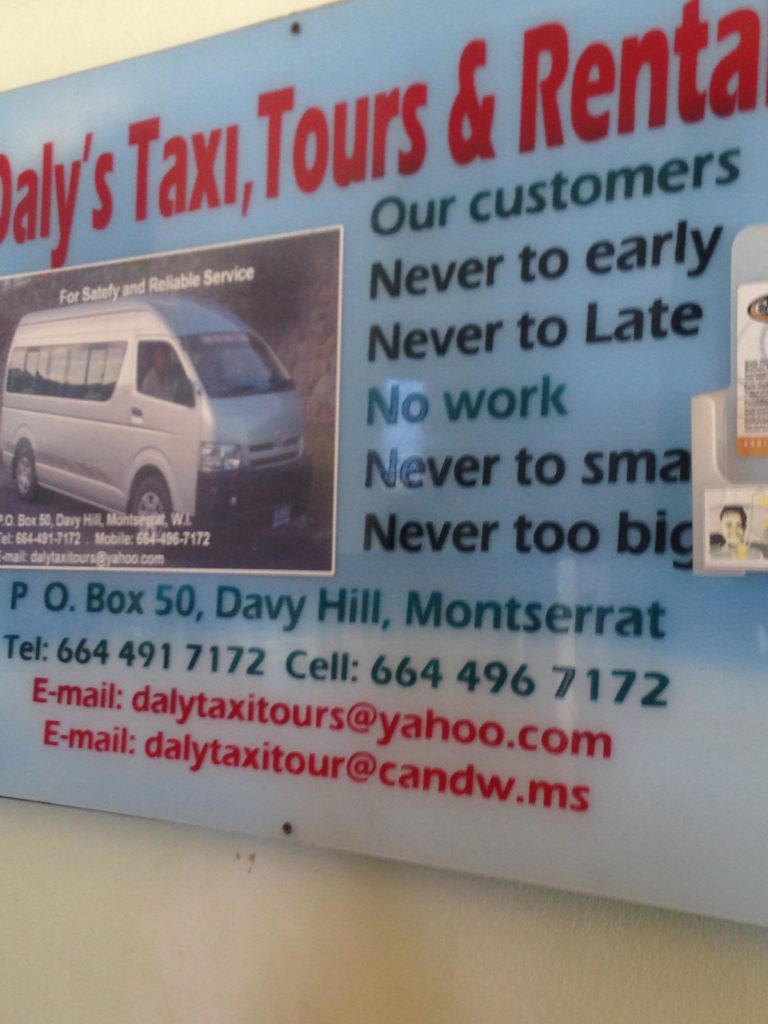 Daly's Taxi, Tours & Renta
For Satefy and Reliable Service
P.O. Box 50, Davy Hill, Montserrat, W.I.
Tel: 664-491-7172 . Mobile: 664-496-7172
E-mail: dalytaxitours@yahoo.com
Our customers
Never to early
Never to Late
No work
Never to sma
Never too big
P O. Box 50, Davy Hill, Montserrat
Tel: 664 491 7172 Cell: 664 496 7172
E-mail: dalytaxitours@yahoo.com
E-mail: dalytaxitour@candw.ms